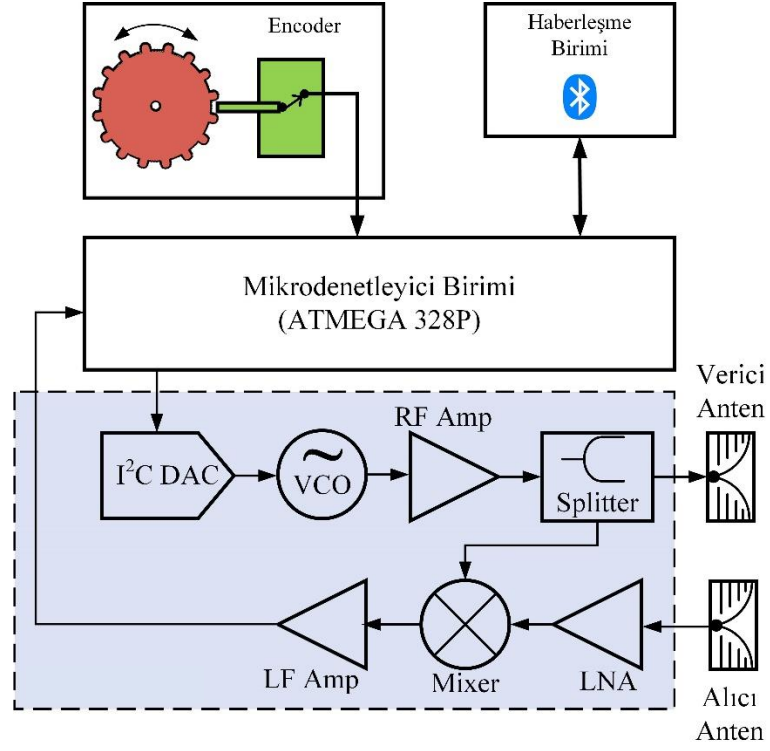 Encoder
Haberleşme
Birimi
Mikrodenetleyici Birimi
(ATMEGA 328P)
Verici
Anten
RF Amp
I²C DAC
VCO
Splitter
LF Amp
Mixer
LNA
Alıcı
Anten